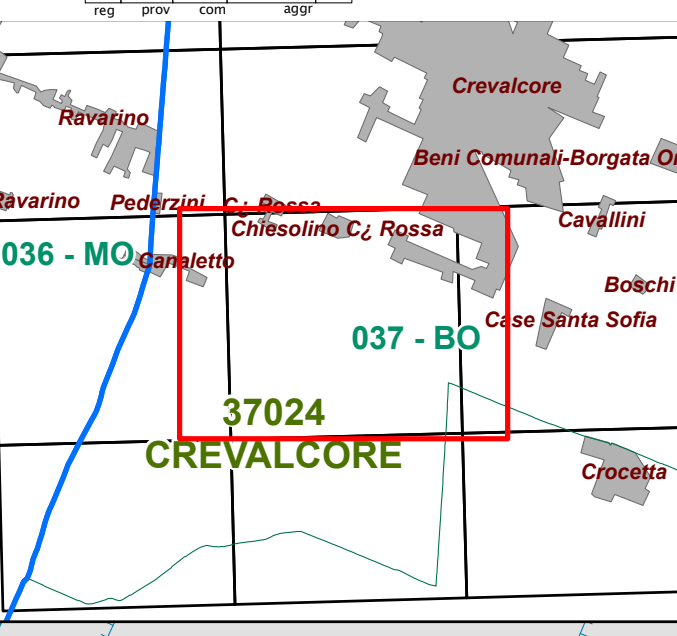 reg prov com aggr
Crevalcore
Ravarino
Beni Comunali-Borgata Or
Ravarino Pederzini C¿ Rossa
Cavallini
Chiesolino C¿ Rossa
036 - MO Canaletto
Boschi
Case Santa Sofia
037 - BO
37024
CREVALCORE
Crocetta